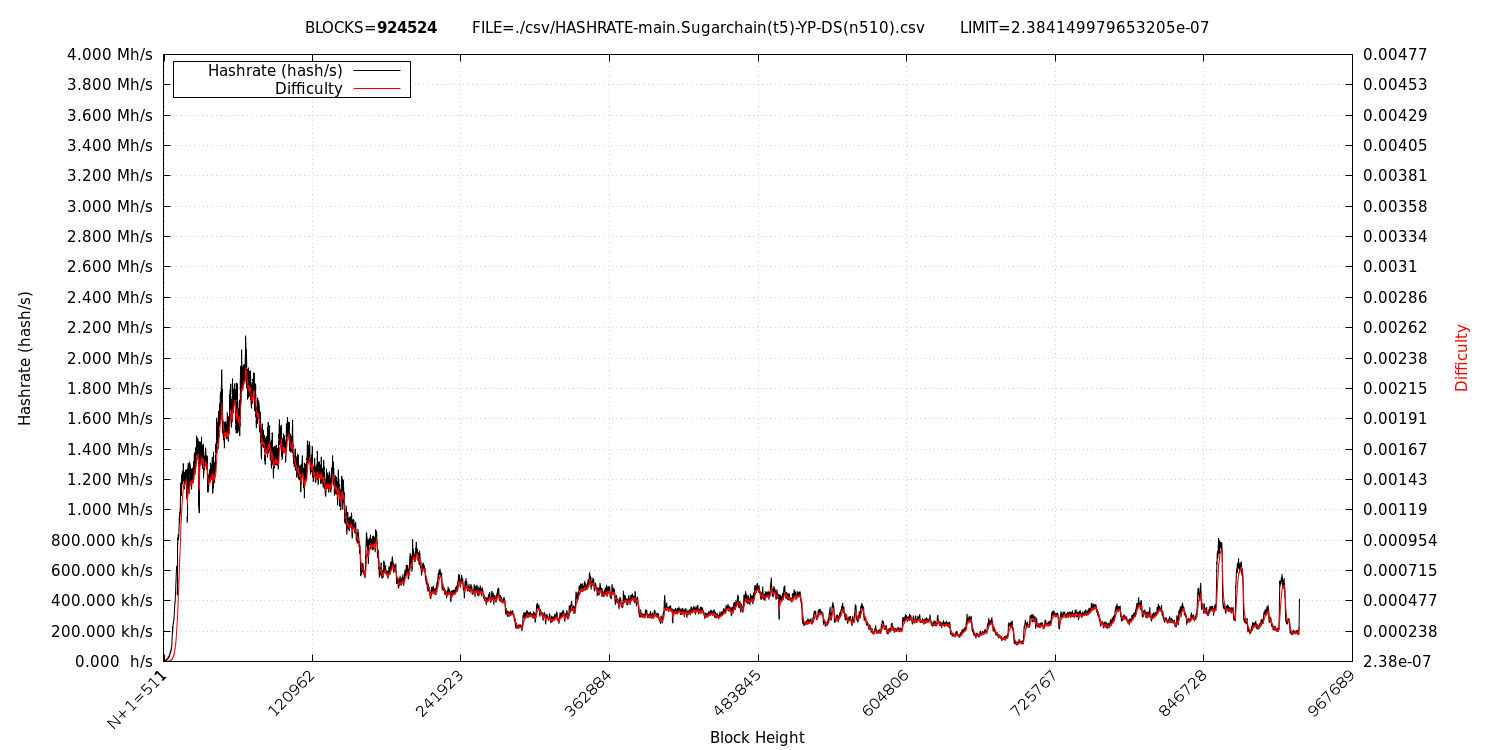 BLOCKS=924524 FILE=./csv/HASHRATE-main.Sugarchain(t5)-YP-DS(n510).csv LIMIT=2.384149979653205e-07
Hashrate (hash/s)
Difficulty
4.000 Mh/s 0.00477
3.800 Mh/s 0.00453
3.600 Mh/s 0.00429
3.400 Mh/s 0.00405
3.200 Mh/s 0.00381
3.000 Mh/s 0.00358
2.800 Mh/s 0.00334
2.600 Mh/s 0.0031
2.400 Mh/s 0.00286
2.200 Mh/s 0.00262
2.000 Mh/s 0.00238
1.800 Mh/s 0.00215
1.600 Mh/s 0.00191
1.400 Mh/s 0.00167
1.200 Mh/s 0.00143
1.000 Mh/s 0.00119
800.000 kh/s 0.000954
600.000 kh/s 0.000715
400.000 kh/s 0.000477
200.000 kh/s 0.000238
0.000 h/s 2.38e-07
Hashrate (hash/s)
Difficulty
N+1=511 120962 241923 362884 483845 604806 725767 846728 967689
Block Height